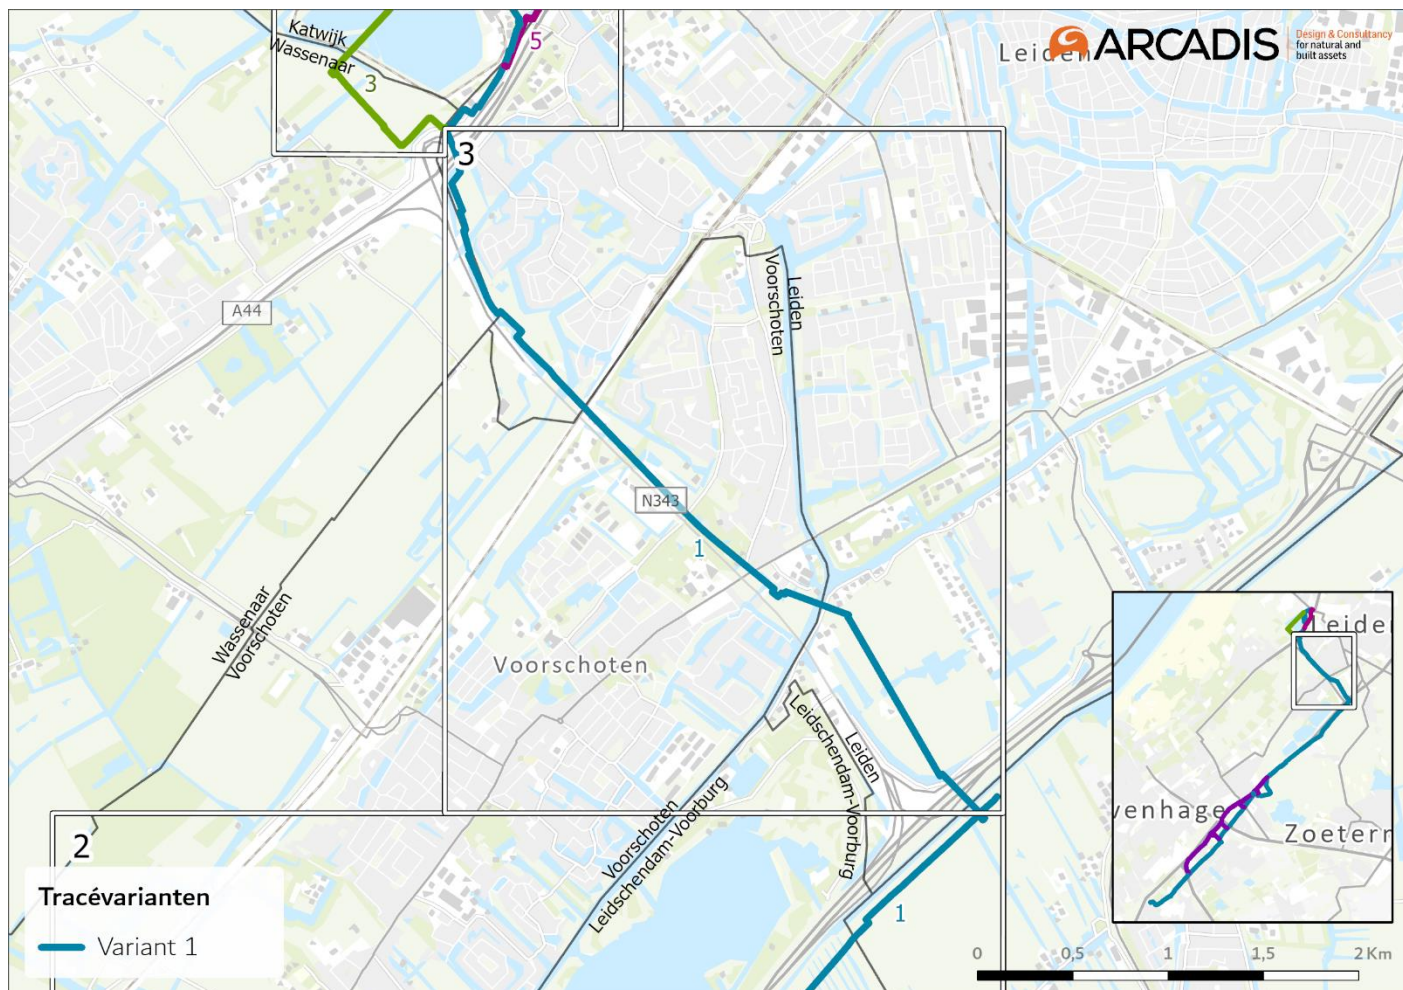 Katwijk
Wassenaar
3
5
Leiden
ARCADIS
Design & Consultancy
for natural and
built assets
3
A44
Leiden
Voorschoten
N343
1
Wassenaar
Voorschoten
Voorschoten
Leiden
Leidschendam-Voorburg
Voorschoten
Leidschendam-Voorburg
2
1
Tracévarianten
Variant 1
Leiden
venhage
Zoeterm
0 0,5 1 1,5 2 Km